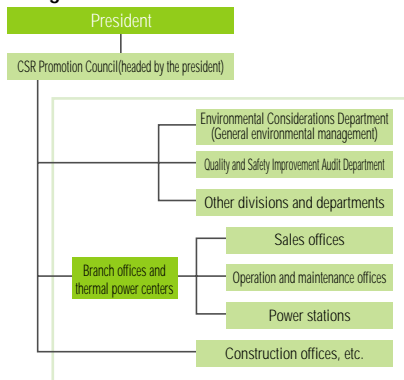 President
CSR Promotion Council(headed by the president)
Environmental Considerations Department
(General environmental management)
Quality and Safety Improvement Audit Department
Other divisions and departments
Branch offices and
thermal power centers
Sales offices
Operation and maintenance offices
Power stations
Construction offices, etc.